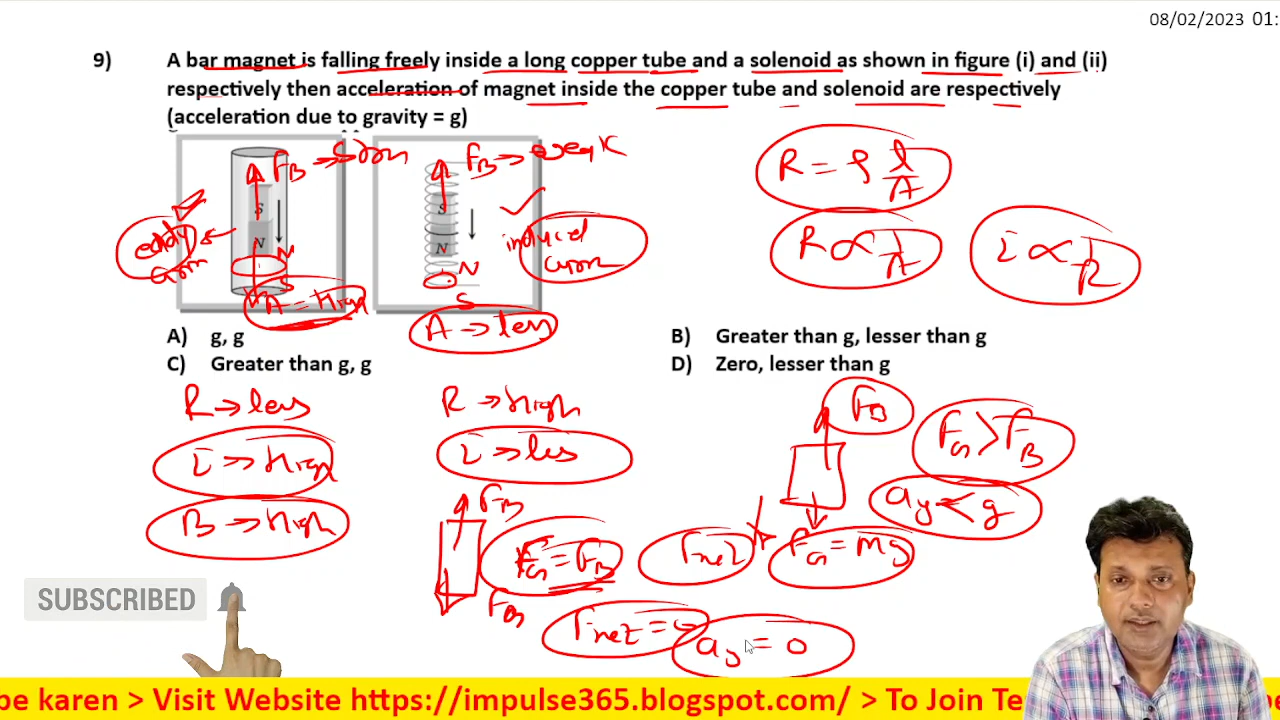 08/02/2023 01:
9) A bar magnet is falling freely inside a long copper tube and a solenoid as shown in figure (i) and (ii)
respectively then acceleration of magnet inside the copper tube and solenoid are respectively
(acceleration due to gravity = g)
F_B →
F_B → weak
S
N
N
S
eddy
A = High
S
N
N
S
induced
A → less
R = ρ l/A
R ∝ 1/A
I ∝ 1/R
A) g, g
B) Greater than g, lesser than g
C) Greater than g, g
D) Zero, lesser than g
R → less
R → high
I → High
I → les
B → High
F_B
F_G = F_B
F_net = 0
a_y = 0
F_B
F_net
F_G = mg
F_G > F_B
a_y < g
SUBSCRIBED
be karen > Visit Website https://impulse365.blogspot.com/ > To Join Te